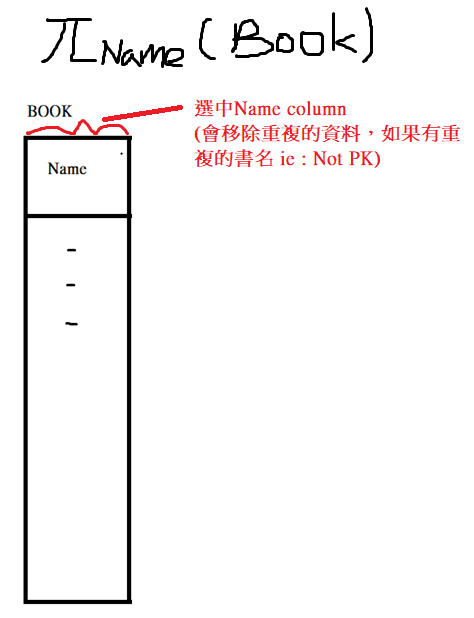 π Name (Book)
BOOK
選中Name column
(會移除重複的資料，如果有重
複的書名 ie : Not PK)
Name